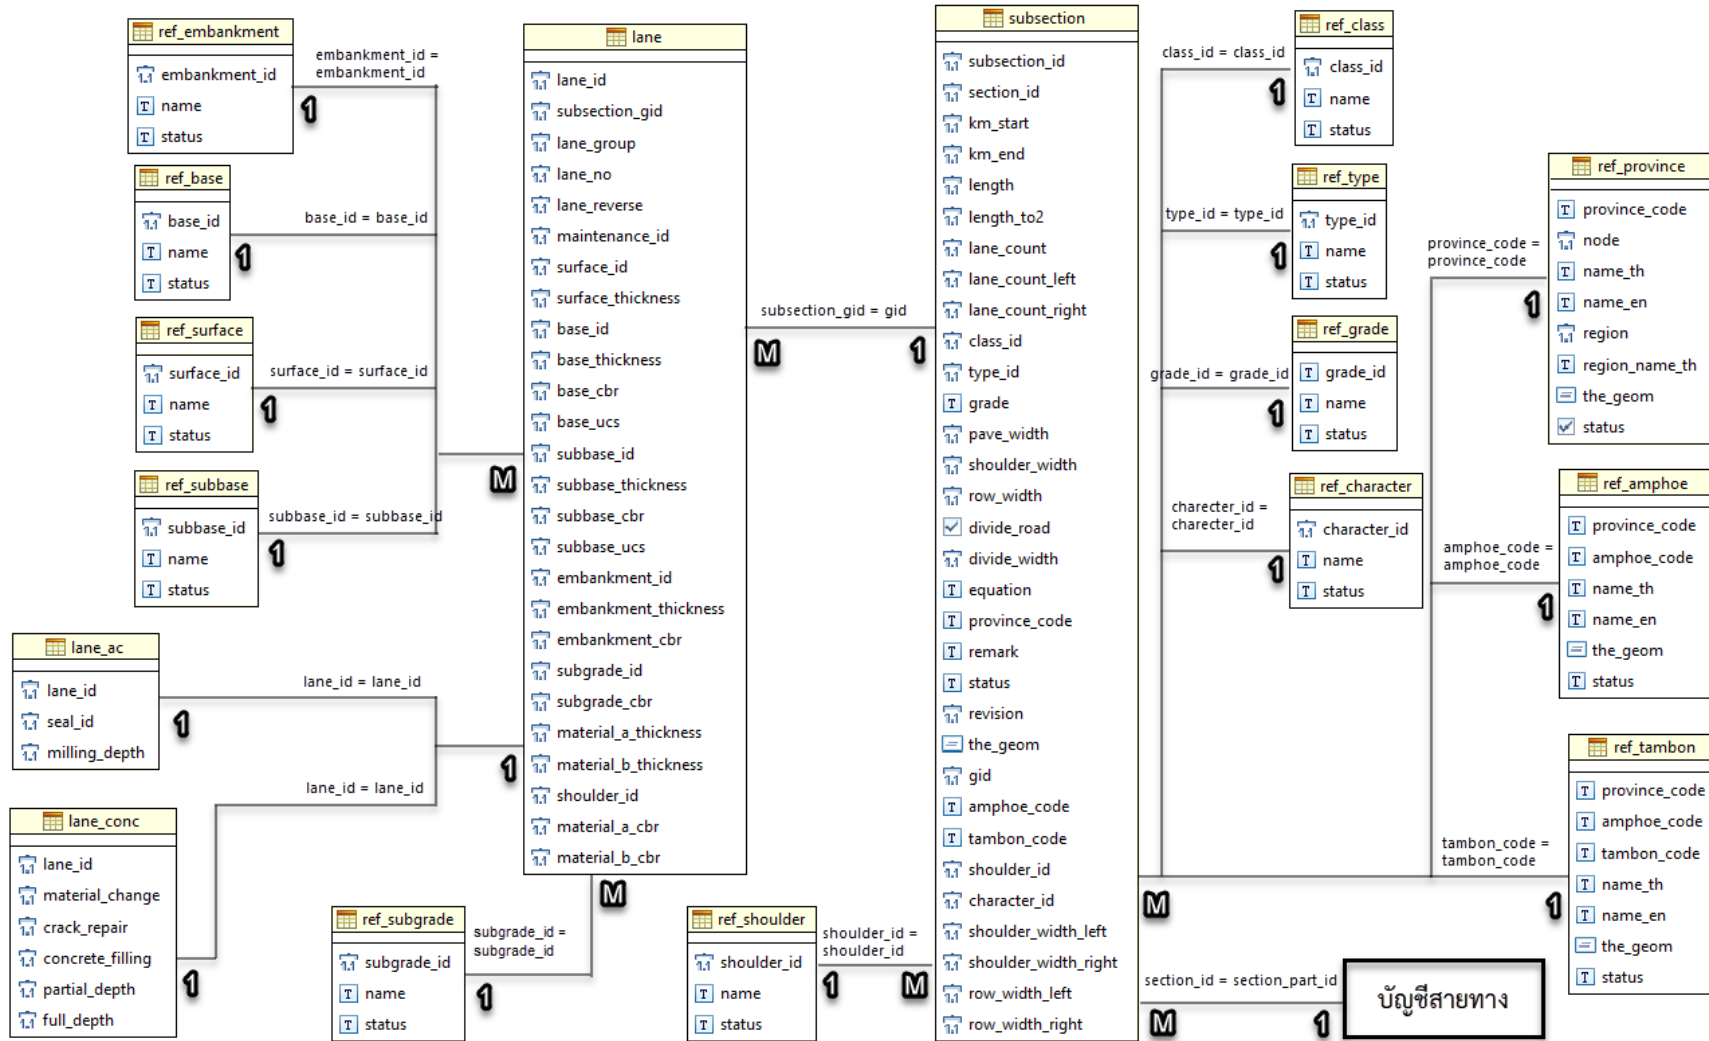 ref_embankment
embankment_id
name
status
embankment_id =
embankment_id
1
ref_base
base_id
name
status
base_id = base_id
1
ref_surface
surface_id
name
status
surface_id = surface_id
1
ref_subbase
subbase_id
name
status
subbase_id = subbase_id
1
M
lane_ac
lane_id
seal_id
milling_depth
lane_id = lane_id
1
1
lane_conc
lane_id
material_change
crack_repair
concrete_filling
partial_depth
full_depth
lane_id = lane_id
1
lane
lane_id
subsection_gid
lane_group
lane_no
lane_reverse
maintenance_id
surface_id
surface_thickness
base_id
base_thickness
base_cbr
base_ucs
subbase_id
subbase_thickness
subbase_cbr
subbase_ucs
embankment_id
embankment_thickness
embankment_cbr
subgrade_id
subgrade_cbr
material_a_thickness
material_b_thickness
shoulder_id
material_a_cbr
material_b_cbr
M
ref_subgrade
subgrade_id
name
status
subgrade_id =
subgrade_id
1
subsection_gid = gid
M
1
ref_shoulder
shoulder_id
name
status
shoulder_id =
shoulder_id
1
M
subsection
subsection_id
section_id
km_start
km_end
length
length_to2
lane_count
lane_count_left
lane_count_right
class_id
type_id
grade
pave_width
shoulder_width
row_width
divide_road
divide_width
equation
province_code
remark
status
revision
the_geom
gid
amphoe_code
tambon_code
shoulder_id
character_id
shoulder_width_left
shoulder_width_right
row_width_left
row_width_right
class_id = class_id
1
ref_class
class_id
name
status
type_id = type_id
1
ref_type
type_id
name
status
grade_id = grade_id
1
ref_grade
grade_id
name
status
charecter_id =
charecter_id
1
ref_character
character_id
name
status
province_code =
province_code
1
ref_province
province_code
node
name_th
name_en
region
region_name_th
the_geom
status
amphoe_code =
amphoe_code
1
ref_amphoe
province_code
amphoe_code
name_th
name_en
the_geom
status
tambon_code =
tambon_code
1
ref_tambon
province_code
amphoe_code
tambon_code
name_th
name_en
the_geom
status
M
section_id = section_part_id
M
1
บัญชีสายทาง